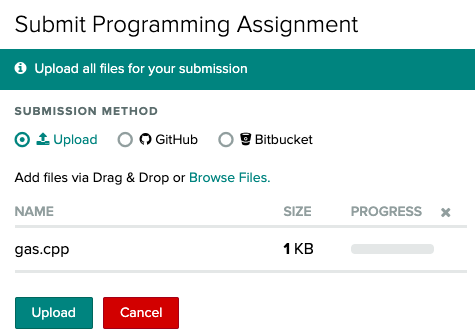 Submit Programming Assignment
Upload all files for your submission
SUBMISSION METHOD
Upload GitHub Bitbucket
Add files via Drag & Drop or Browse Files.
NAME SIZE PROGRESS
gas.cpp 1 KB
Upload Cancel